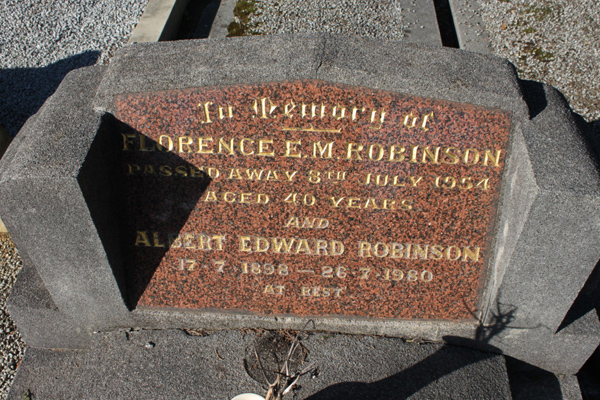 In Memory of
FLORENCE E.M. ROBINSON
PASSED AWAY 8TH JULY 1954
AGED 40 YEARS.
AND
ALBERT EDWARD ROBINSON
17·7·1898 — 26·7·1980
AT REST